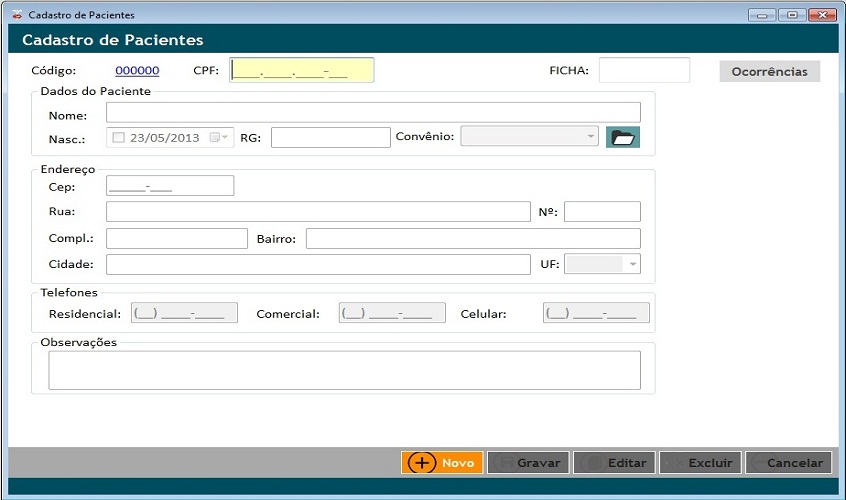 Cadastro de Pacientes
Cadastro de Pacientes
Código: 000000 CPF: ___.___.___-__ FICHA: Ocorrências
Dados do Paciente
Nome:
Nasc.: 23/05/2013 RG: Convênio:
Endereço
Cep: _____-___
Rua: Nº:
Compl.: Bairro:
Cidade: UF:
Telefones
Residencial: (__) ____-____ Comercial: (__) ____-____ Celular: (__) ____-____
Observações
Novo Gravar Editar Excluir Cancelar